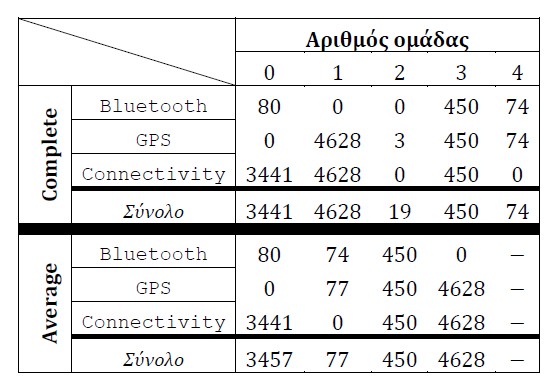 Αριθμός ομάδας
0 1 2 3 4
Complete
Bluetooth 80 0 0 450 74
GPS 0 4628 3 450 74
Connectivity 3441 4628 0 450 0
Σύνολο 3441 4628 19 450 74
Average
Bluetooth 80 74 450 0 –
GPS 0 77 450 4628 –
Connectivity 3441 0 450 4628 –
Σύνολο 3457 77 450 4628 –